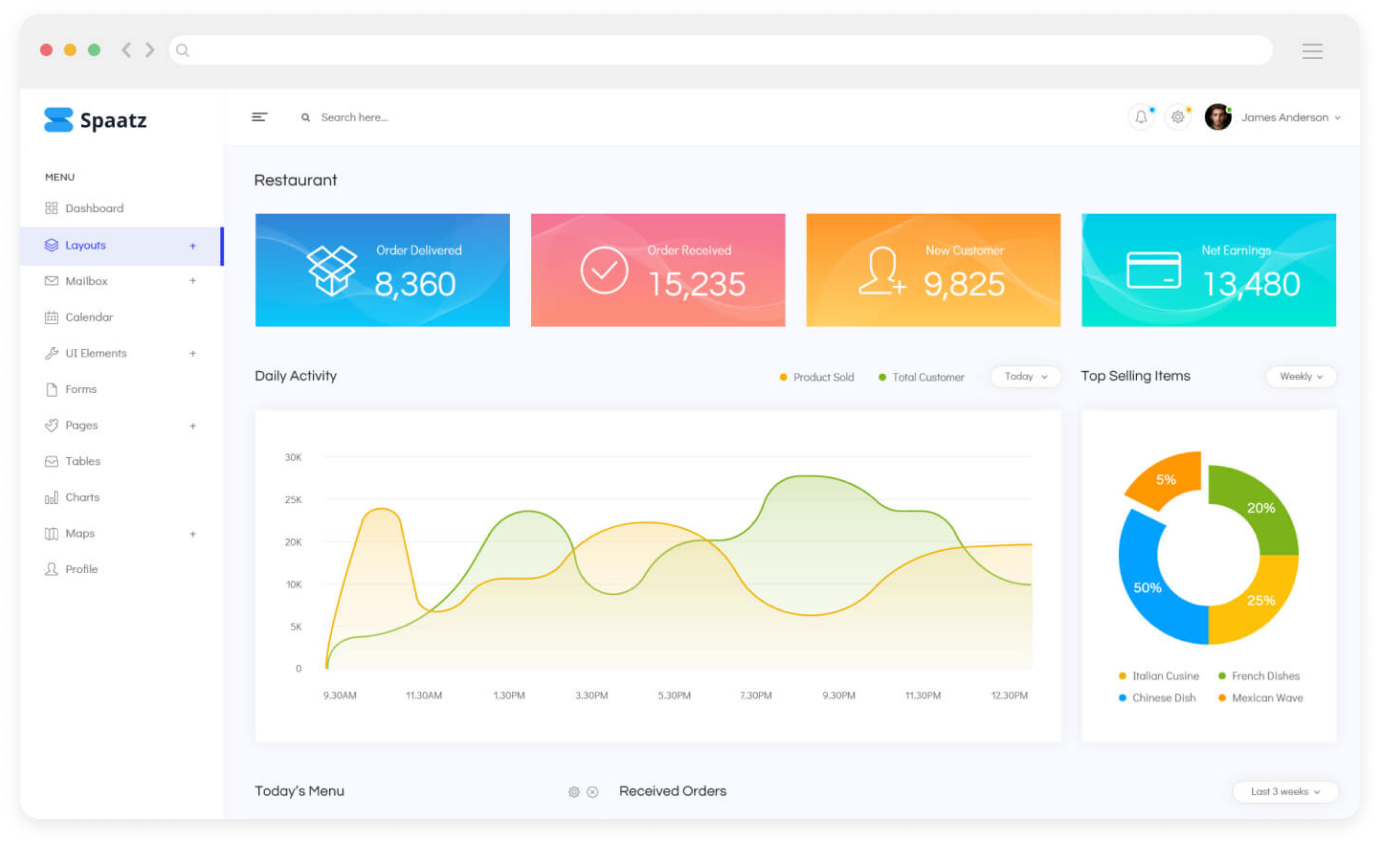 Spaatz
Search here...
James Anderson
MENU
Dashboard
Layouts +
Mailbox +
Calendar
UI Elements +
Forms
Pages +
Tables
Charts
Maps +
Profile
Restaurant
Order Delivered
8,360
Order Received
15,235
New Customer
9,825
Net Earnings
13,480
Daily Activity
Product Sold
Total Customer
Today
30K
25K
20K
10K
5K
0
9.30AM 11.30AM 1.30PM 3.30PM 5.30PM 7.30PM 9.30PM 11.30PM 12.30PM
Top Selling Items
Weekly
5%
20%
50%
25%
Italian Cusine
French Dishes
Chinese Dish
Mexican Wave
Today's Menu
Received Orders
Last 3 weeks